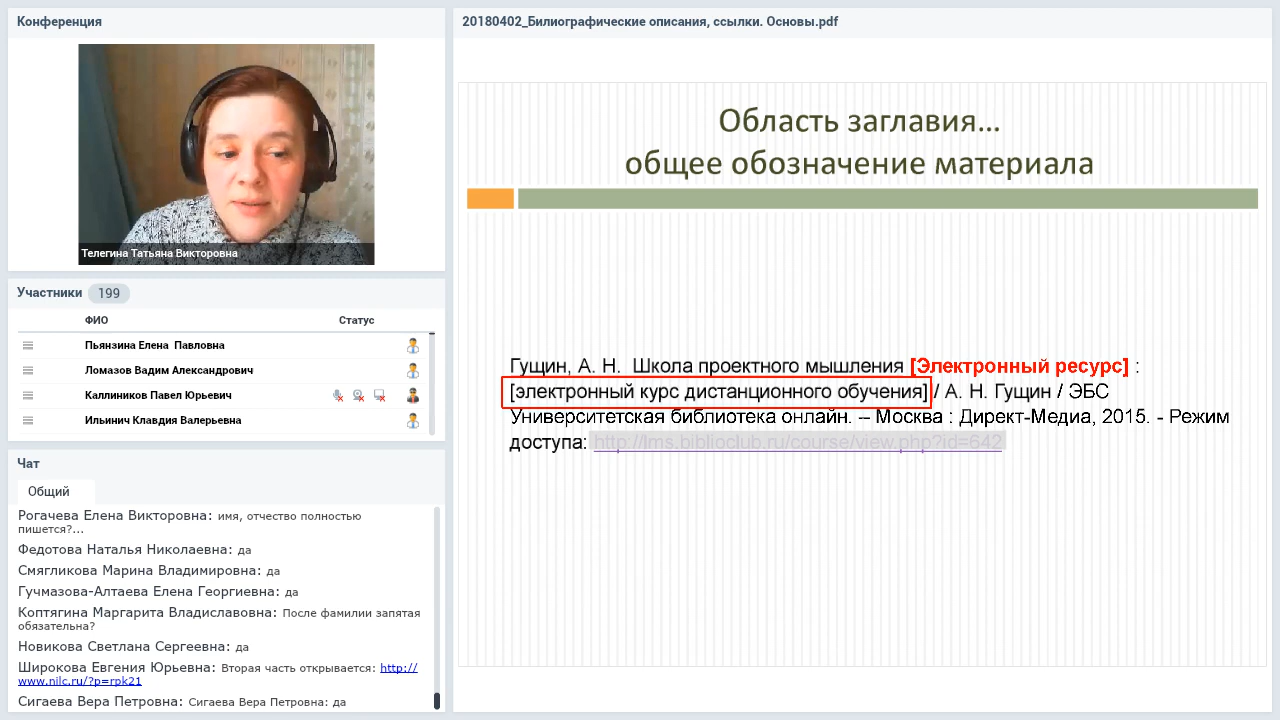 Конференция
Телегина Татьяна Викторовна
Участники 199
ФИО Статус
Пьянзина Елена Павловна
Ломазов Вадим Александрович
Каллиников Павел Юрьевич
Ильинич Клавдия Валерьевна
Чат
Общий
Рогачева Елена Викторовна: имя, отчество полностью
пишется?...
Федотова Наталья Николаевна: да
Смягликова Марина Владимировна: да
Гучмазова-Алтаева Елена Георгиевна: да
Коптягина Маргарита Владиславовна: После фамилии запятая
обязательна?
Новикова Светлана Сергеевна: да
Широкова Евгения Юрьевна: Вторая часть открывается: http://
www.nilc.ru/?p=rpk21
Сигаева Вера Петровна: Сигаева Вера Петровна: да
20180402_Билиографические описания, ссылки. Основы.pdf
Область заглавия...
общее обозначение материала
Гущин, А. Н. Школа проектного мышления [Электронный ресурс] :
[электронный курс дистанционного обучения] / А. Н. Гущин / ЭБС
Университетская библиотека онлайн. – Москва : Директ-Медиа, 2015. - Режим
доступа: http://lms.biblioclub.ru/course/view.php?id=642